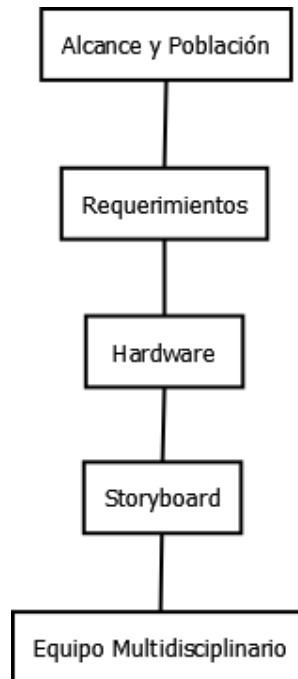 Alcance y Población
Requerimientos
Hardware
Storyboard
Equipo Multidisciplinario